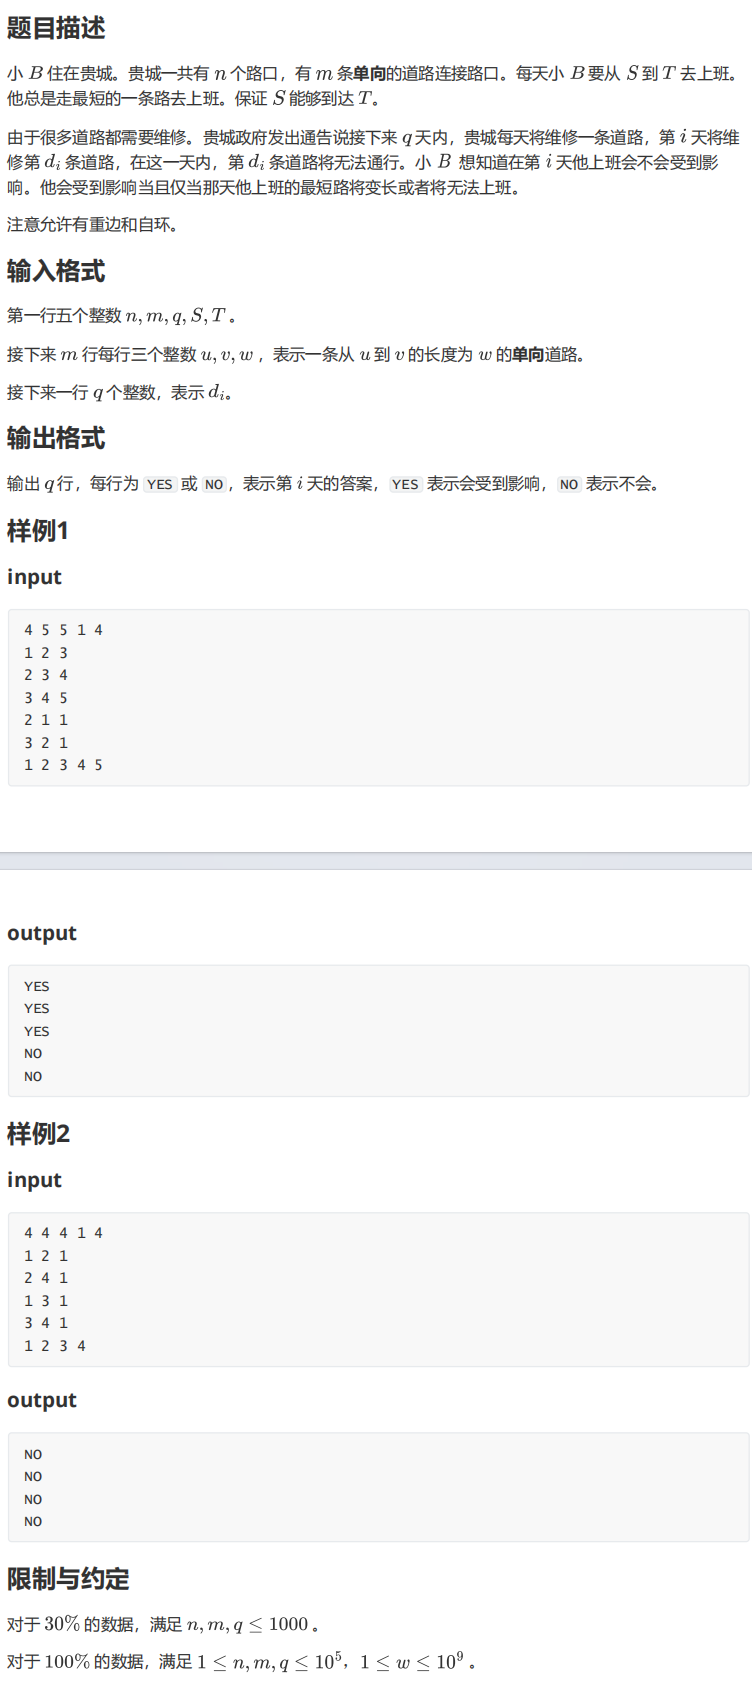 题目描述
小 B 住在贵城。贵城一共有 n 个路口，有 m 条单向的道路连接路口。每天小 B 要从 S 到 T 去上班。
他总是走最短的一条路去上班。保证 S 能够到达 T。
由于很多道路都需要维修。贵城政府发出通告说接下来 q 天内，贵城每天将维修一条道路，第 i 天将维
修第 d_i 条道路，在这一天内，第 d_i 条道路将无法通行。小 B 想知道在第 i 天他上班会不会受到影
响。他会受到影响当且仅当那天他上班的最短路将变长或者将无法上班。
注意允许有重边和自环。
输入格式
第一行五个整数 n, m, q, S, T 。
接下来 m 行每行三个整数 u, v, w ，表示一条从 u 到 v 的长度为 w 的单向道路。
接下来一行 q 个整数，表示 d_i。
输出格式
输出 q 行，每行为 YES 或 NO ，表示第 i 天的答案， YES 表示会受到影响， NO 表示不会。
样例1
input
4 5 5 1 4
1 2 3
2 3 4
3 4 5
2 1 1
3 2 1
1 2 3 4 5
output
YES
YES
YES
NO
NO
样例2
input
4 4 4 1 4
1 2 1
2 4 1
1 3 1
3 4 1
1 2 3 4
output
NO
NO
NO
NO
限制与约定
对于 30% 的数据，满足 n, m, q ≤ 1000 。
对于 100% 的数据，满足 1 ≤ n, m, q ≤ 10^5， 1 ≤ w ≤ 10^9 。